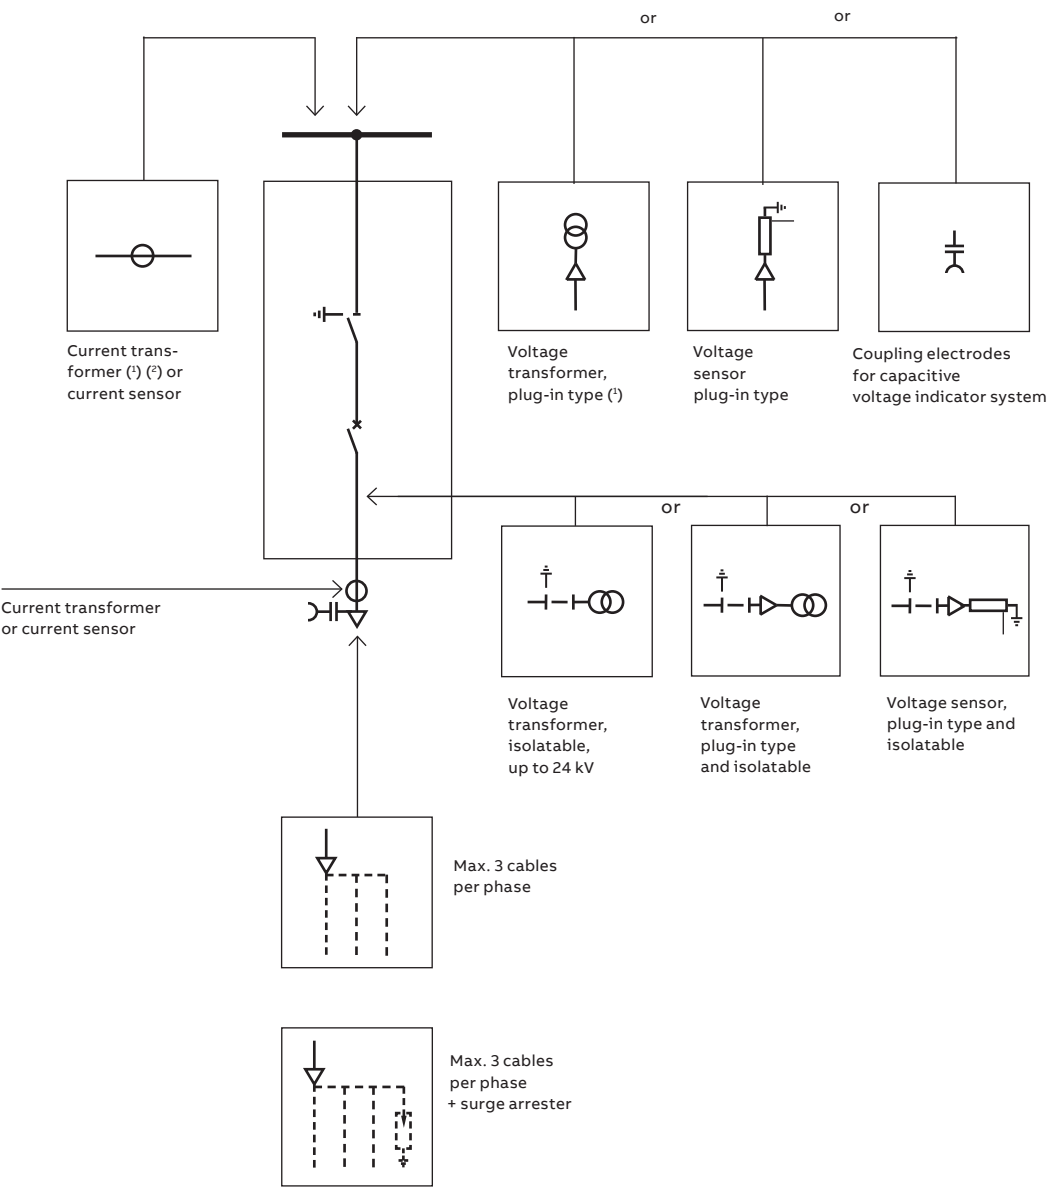 or
or
Current trans-
former (¹) (²) or
current sensor
Voltage
transformer,
plug-in type (¹)
Voltage
sensor
plug-in type
Coupling electrodes
for capacitive
voltage indicator system
or
or
Current transformer
or current sensor
Voltage
transformer,
isolatable,
up to 24 kV
Voltage
transformer,
plug-in type
and isolatable
Voltage sensor,
plug-in type and
isolatable
Max. 3 cables
per phase
Max. 3 cables
per phase
+ surge arrester